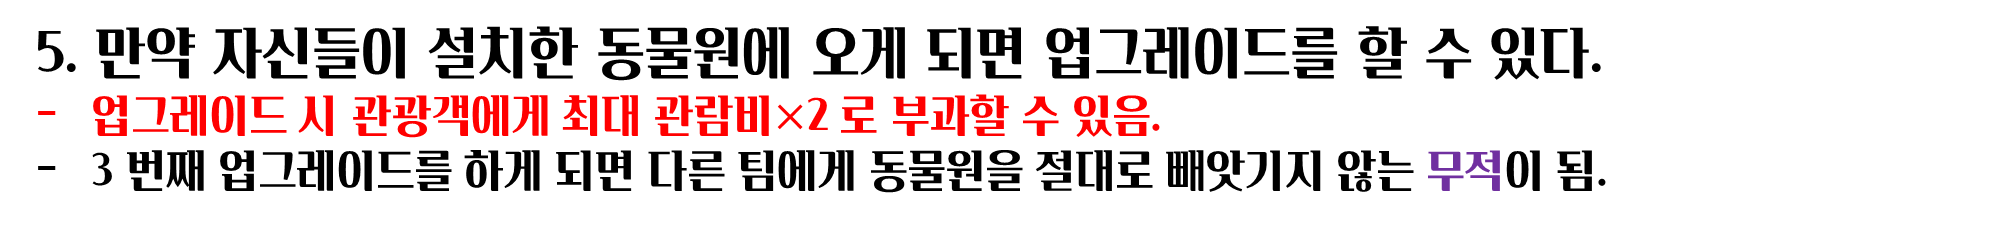 5. 만약 자신들이 설치한 동물원에 오게 되면 업그레이드를 할 수 있다.
- 업그레이드 시 관광객에게 최대 관람비×2 로 부과할 수 있음.
- 3 번째 업그레이드를 하게 되면 다른 팀에게 동물원을 절대로 빼앗기지 않는 무적이 됨.